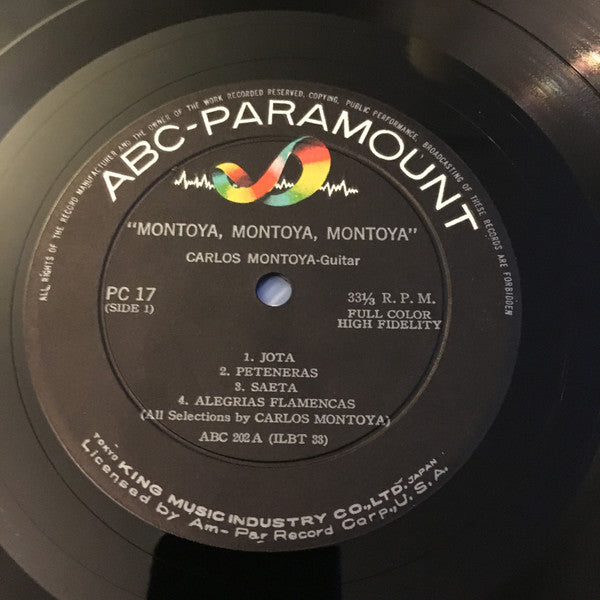 ALL RIGHTS OF THE RECORD MANUFACTURER AND THE OWNER OF THE WORK RECORDED RESERVED, COPYING, PUBLIC PERFORMANCE, BROADCASTING OF THESE RECORDS ARE FORBIDDEN
ABC-PARAMOUNT
"MONTOYA, MONTOYA, MONTOYA"
CARLOS MONTOYA-Guitar
PC 17
(SIDE 1)
33⅓ R. P. M.
FULL COLOR
HIGH FIDELITY
1. JOTA
2. PETENERAS
3. SAETA
4. ALEGRIAS FLAMENCAS
(All Selections by CARLOS MONTOYA)
ABC 202 A (ILBT 33)
TOKYO KING MUSIC INDUSTRY CO., LTD. JAPAN
Licensed by Am-Par Record Corp., U.S.A.